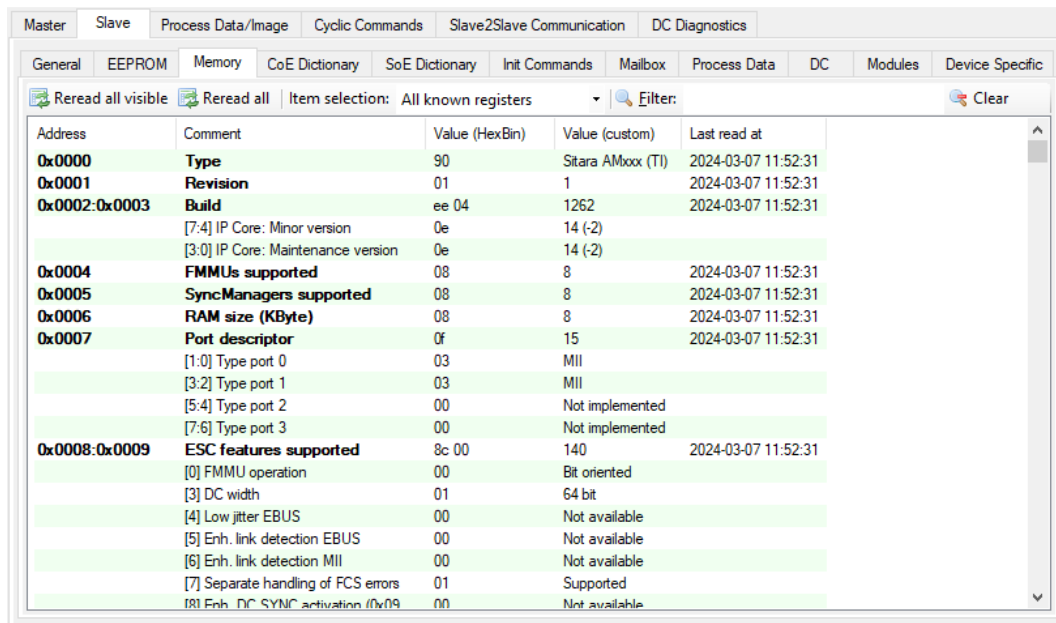 Master Slave Process Data/Image Cyclic Commands Slave2Slave Communication DC Diagnostics
General EEPROM Memory CoE Dictionary SoE Dictionary Init Commands Mailbox Process Data DC Modules Device Specific
Reread all visible Reread all Item selection: All known registers Filter: Clear
Address Comment Value (HexBin) Value (custom) Last read at
0x0000 Type 90 Sitara AMxxx (TI) 2024-03-07 11:52:31
0x0001 Revision 01 1 2024-03-07 11:52:31
0x0002:0x0003 Build ee 04 1262 2024-03-07 11:52:31
[7:4] IP Core: Minor version 0e 14 (-2)
[3:0] IP Core: Maintenance version 0e 14 (-2)
0x0004 FMMUs supported 08 8 2024-03-07 11:52:31
0x0005 SyncManagers supported 08 8 2024-03-07 11:52:31
0x0006 RAM size (KByte) 08 8 2024-03-07 11:52:31
0x0007 Port descriptor 0f 15 2024-03-07 11:52:31
[1:0] Type port 0 03 MII
[3:2] Type port 1 03 MII
[5:4] Type port 2 00 Not implemented
[7:6] Type port 3 00 Not implemented
0x0008:0x0009 ESC features supported 8c 00 140 2024-03-07 11:52:31
[0] FMMU operation 00 Bit oriented
[3] DC width 01 64 bit
[4] Low jitter EBUS 00 Not available
[5] Enh. link detection EBUS 00 Not available
[6] Enh. link detection MII 00 Not available
[7] Separate handling of FCS errors 01 Supported
[8] Enh. DC SYNC activation (0x09 00 Not available